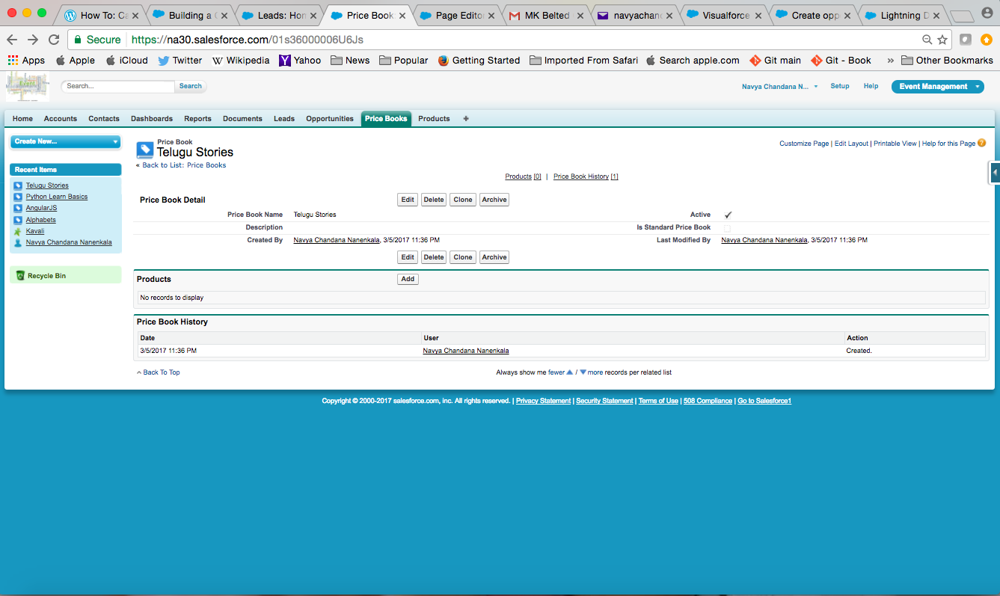 How To: Ca
Building a
Leads: Hon
Price Book
Page Editor
MK Belted
navyachand
Visualforce
Create opp
Lightning D
Secure https://na30.salesforce.com/01s36000006U6Js
Apps Apple iCloud Twitter Wikipedia Yahoo News Popular Getting Started Imported From Safari Search apple.com Git main Git - Book » Other Bookmarks
Search... Search Navya Chandana N... Setup Help Event Management
Home Accounts Contacts Dashboards Reports Documents Leads Opportunities Price Books Products +
Create New...
Recent Items
Telugu Stories
Python Learn Basics
AngularJS
Alphabets
Kavali
Navya Chandana Nanenkala
Recycle Bin
Price Book
Telugu Stories
« Back to List: Price Books
Customize Page | Edit Layout | Printable View | Help for this Page ?
Products [0] | Price Book History [1]
Price Book Detail Edit Delete Clone Archive
Price Book Name Telugu Stories Active ✓
Description Is Standard Price Book
Created By Navya Chandana Nanenkala, 3/5/2017 11:36 PM Last Modified By Navya Chandana Nanenkala, 3/5/2017 11:36 PM
Edit Delete Clone Archive
Products Add
No records to display
Price Book History
Date User Action
3/5/2017 11:36 PM Navya Chandana Nanenkala Created.
Back To Top Always show me fewer / more records per related list
Copyright © 2000-2017 salesforce.com, inc. All rights reserved. | Privacy Statement | Security Statement | Terms of Use | 508 Compliance | Go to Salesforce1